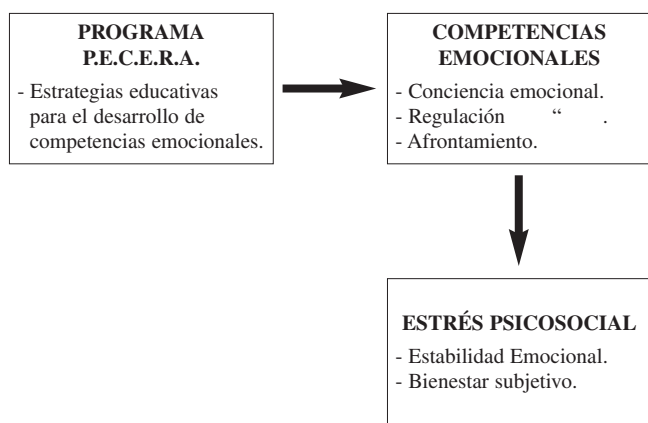 PROGRAMA
P.E.C.E.R.A.
- Estrategias educativas
para el desarrollo de
competencias emocionales.
COMPETENCIAS
EMOCIONALES
- Conciencia emocional.
- Regulación “ .
- Afrontamiento.
ESTRÉS PSICOSOCIAL
- Estabilidad Emocional.
- Bienestar subjetivo.